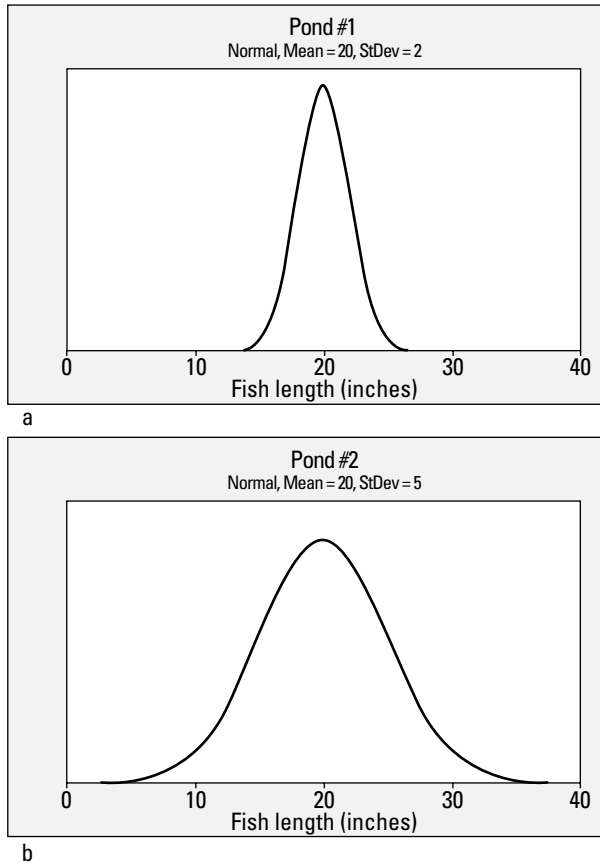 Pond #1
Normal, Mean = 20, StDev = 2
0 10 20 30 40
Fish length (inches)
a
Pond #2
Normal, Mean = 20, StDev = 5
0 10 20 30 40
Fish length (inches)
b